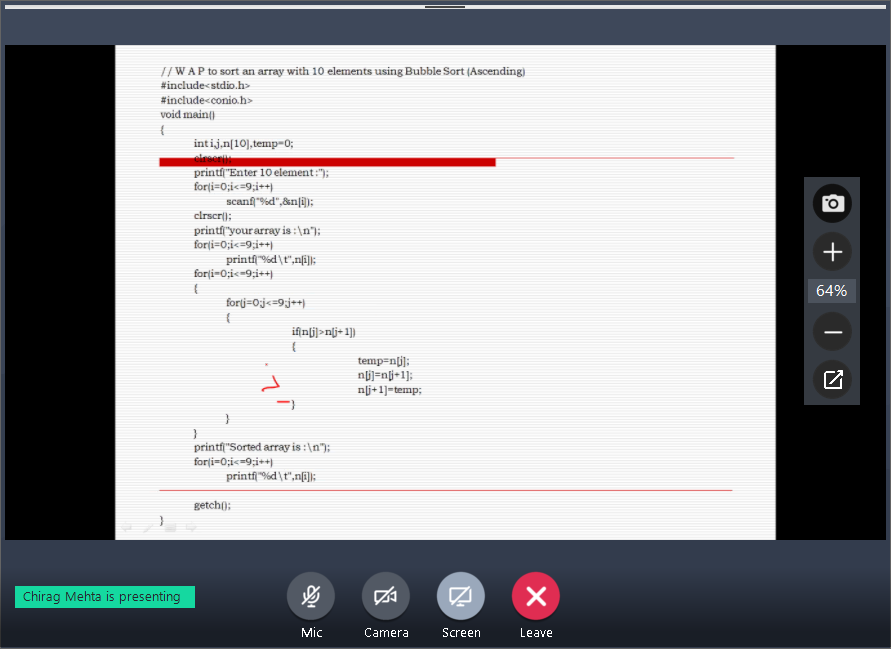 // W A P to sort an array with 10 elements using Bubble Sort (Ascending)
#include<stdio.h>
#include<conio.h>
void main()
{
int i,j,n[10],temp=0;
clrscr();
printf("Enter 10 element :");
for(i=0;i<=9;i++)
scanf("%d",&n[i]);
clrscr();
printf("your array is : \n");
for(i=0;i<=9;i++)
printf("%d \t",n[i]);
for(i=0;i<=9;i++)
{
for(j=0;j<=9;j++)
{
if(n[j]>n[j+1])
{
temp=n[j];
n[j]=n[j+1];
n[j+1]=temp;
}
}
}
printf("Sorted array is : \n");
for(i=0;i<=9;i++)
printf("%d \t",n[i]);
getch();
}
64%
Chirag Mehta is presenting
Mic
Camera
Screen
Leave